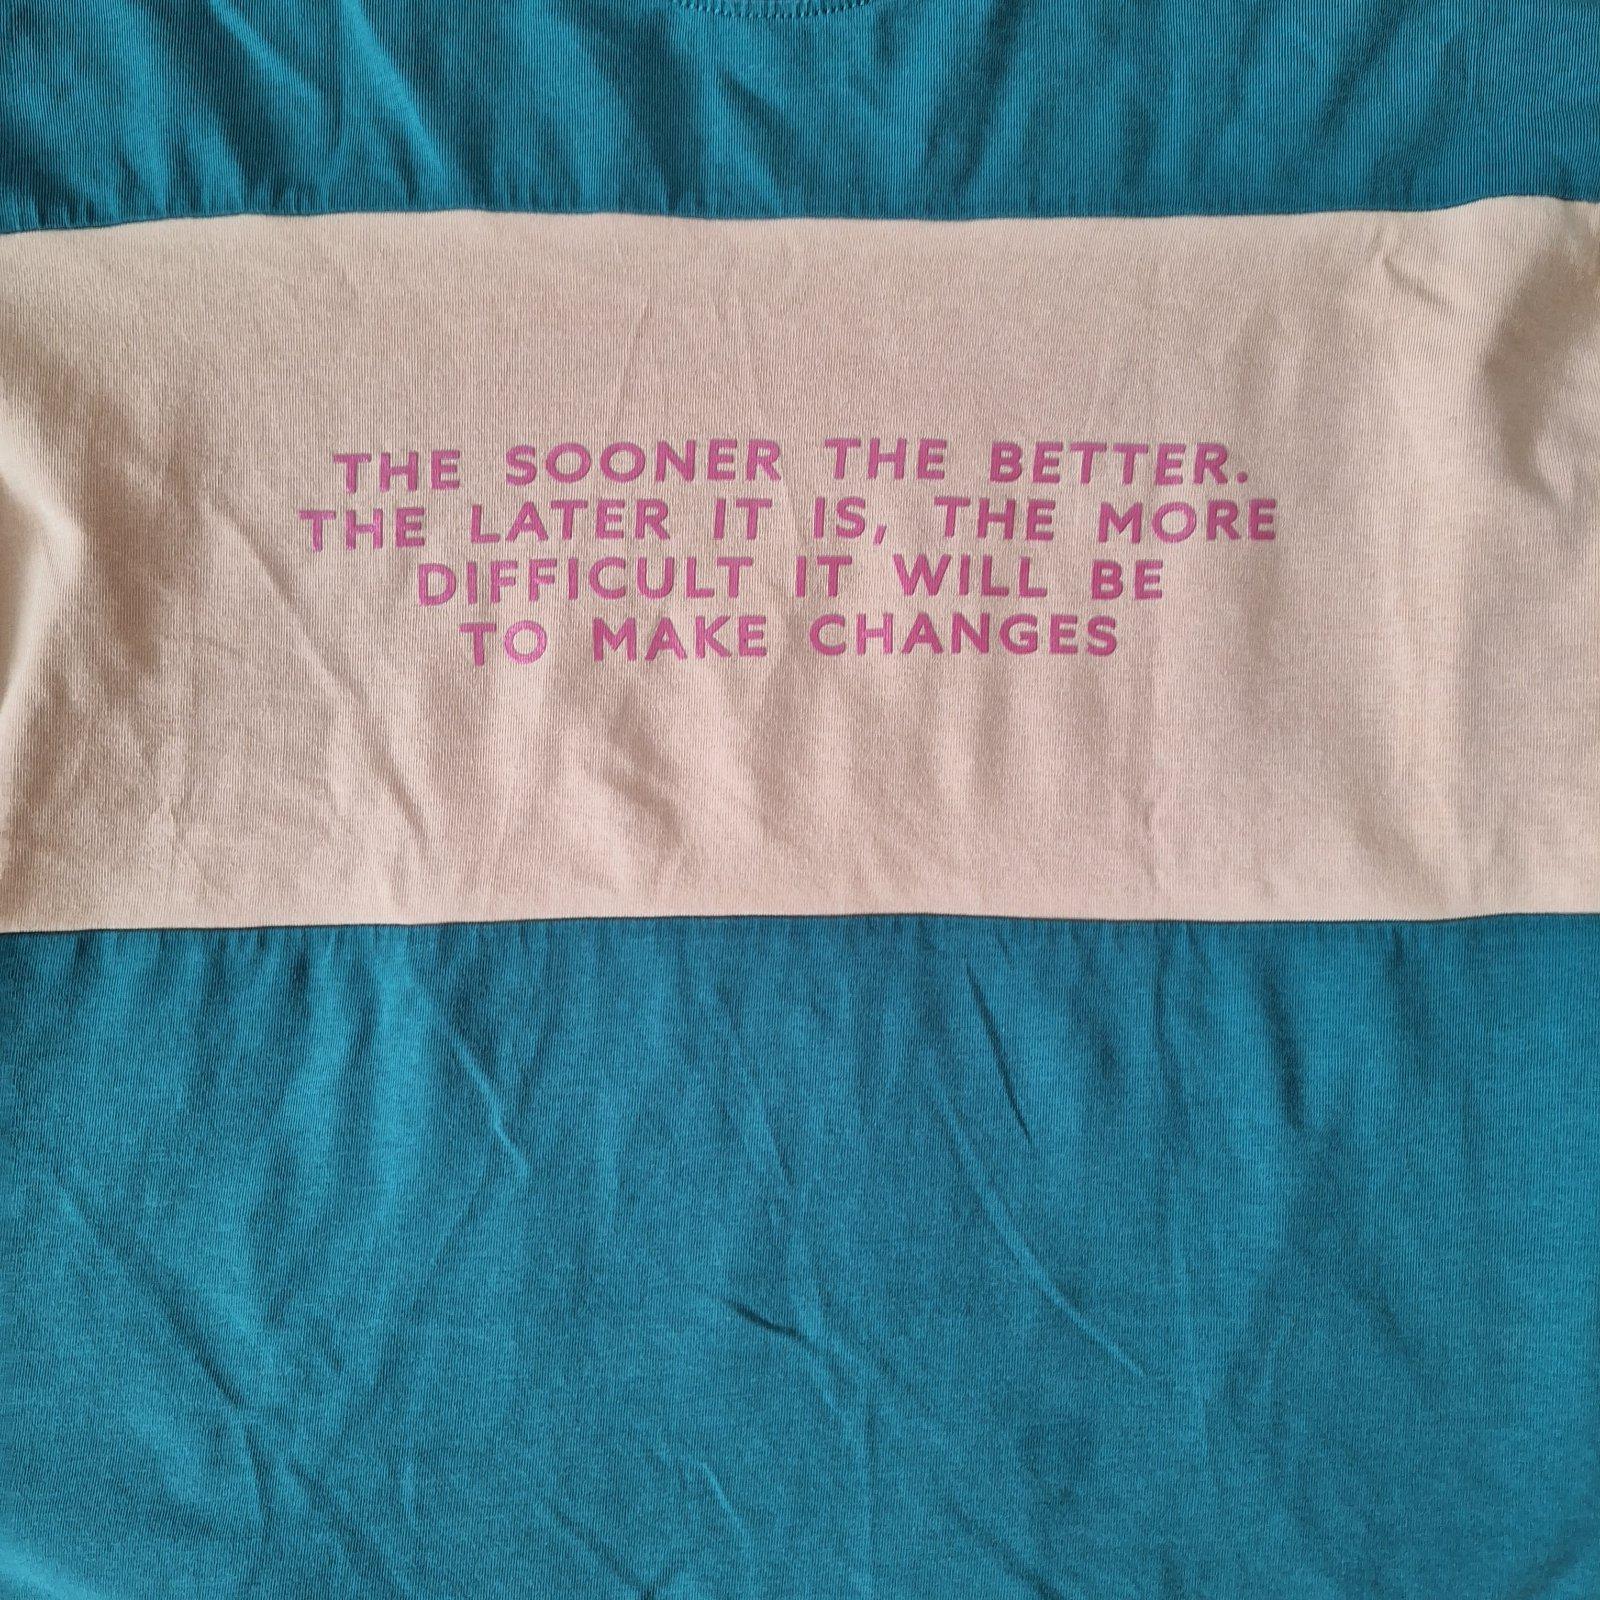 THE SOONER THE BETTER.
THE LATER IT IS, THE MORE
DIFFICULT IT WILL BE
TO MAKE CHANGES